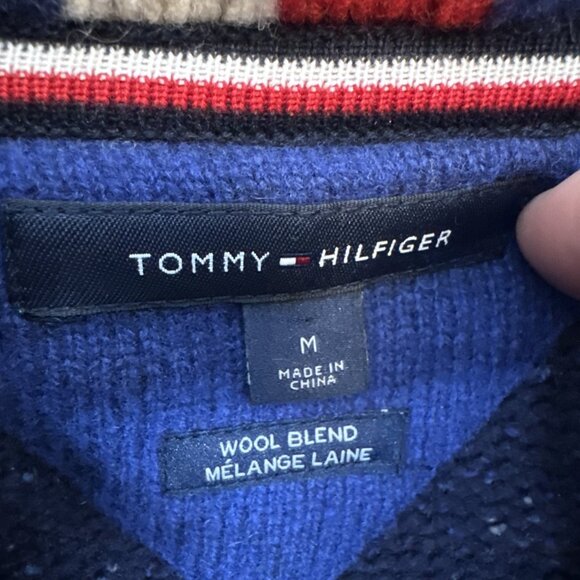 TOMMY HILFIGER
M
MADE IN
CHINA
WOOL BLEND
MÉLANGE LAINE